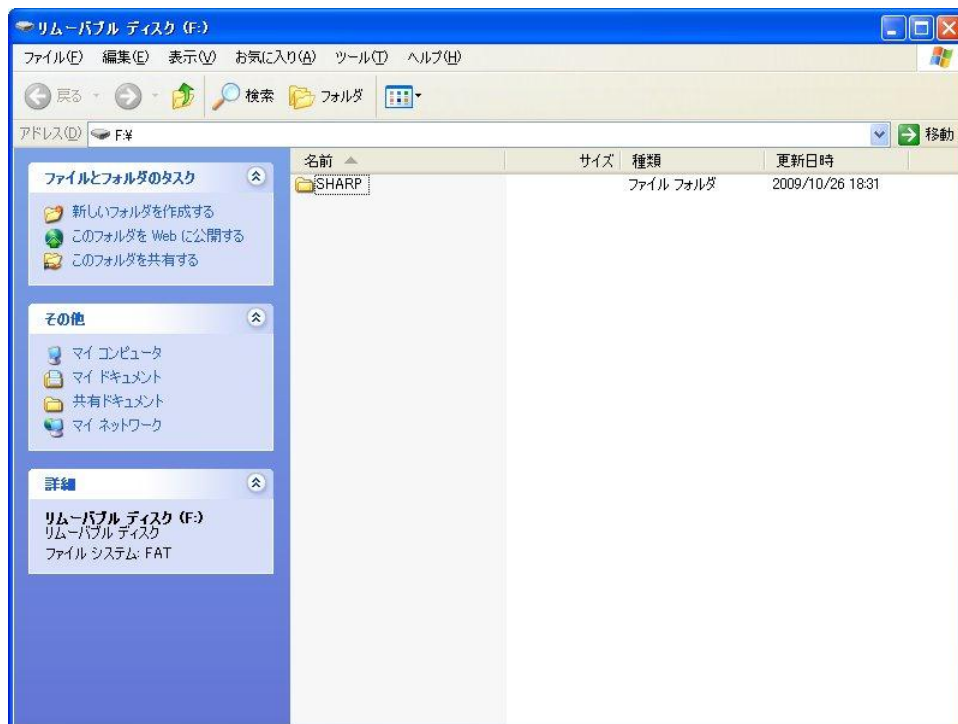 リムーバブル ディスク (F:)
ファイル(F) 編集(E) 表示(V) お気に入り(A) ツール(T) ヘルプ(H)
戻る 検索 フォルダ
アドレス(D) F:¥ 移動
ファイルとフォルダのタスク
新しいフォルダを作成する
このフォルダを Web に公開する
このフォルダを共有する
その他
マイ コンピュータ
マイ ドキュメント
共有ドキュメント
マイ ネットワーク
詳細
リムーバブル ディスク (F:)
リムーバブル ディスク
ファイル システム: FAT
名前 サイズ 種類 更新日時
SHARP ファイル フォルダ 2009/10/26 18:31